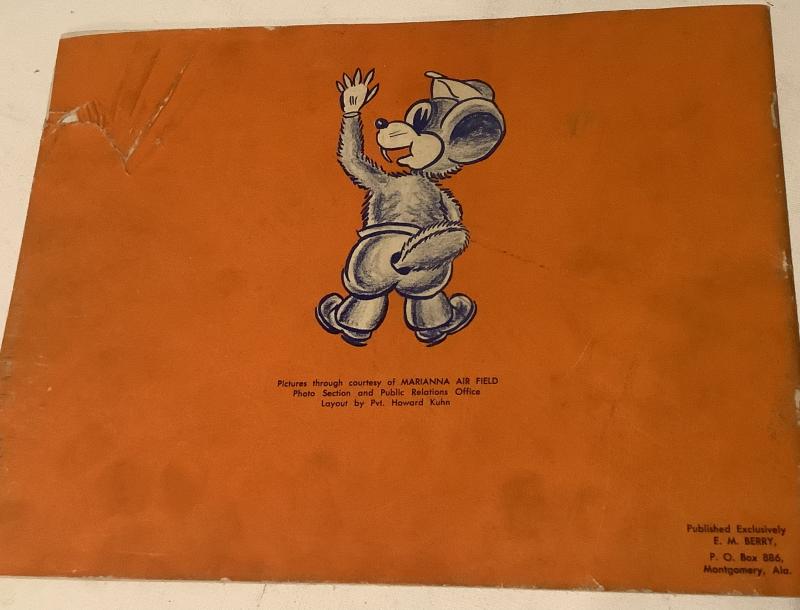 Pictures through courtesy of MARIANNA AIR FIELD
Photo Section and Public Relations Office
Layout by Pvt. Howard Kuhn
Published Exclusively
E. M. BERRY,
P. O. Box 886,
Montgomery, Ala.